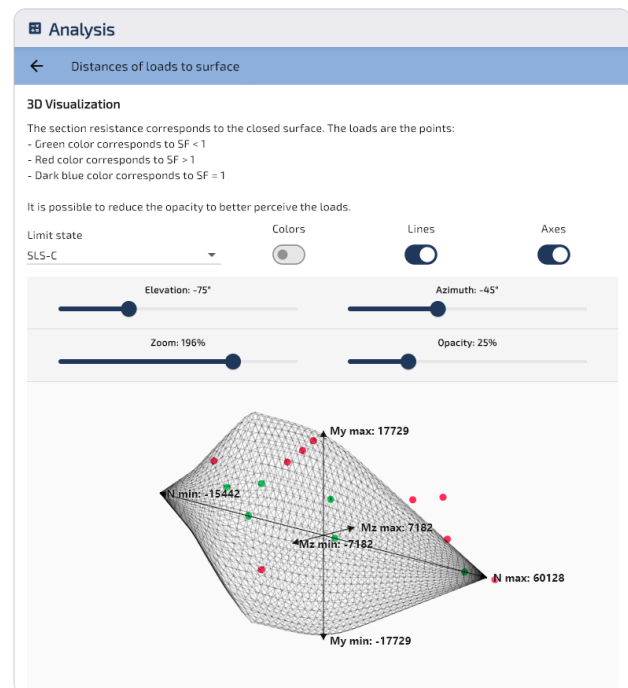 Analysis
Distances of loads to surface
3D Visualization
The section resistance corresponds to the closed surface. The loads are the points:
- Green color corresponds to SF < 1
- Red color corresponds to SF > 1
- Dark blue color corresponds to SF = 1
It is possible to reduce the opacity to better perceive the loads.
Limit state
Colors
Lines
Axes
SLS-C
Elevation: -75°
Azimuth: -45°
Zoom: 196%
Opacity: 25%
My max: 17729
N min: -15442
Mz max: 7182
Mz min: -7182
N max: 60128
My min: -17729